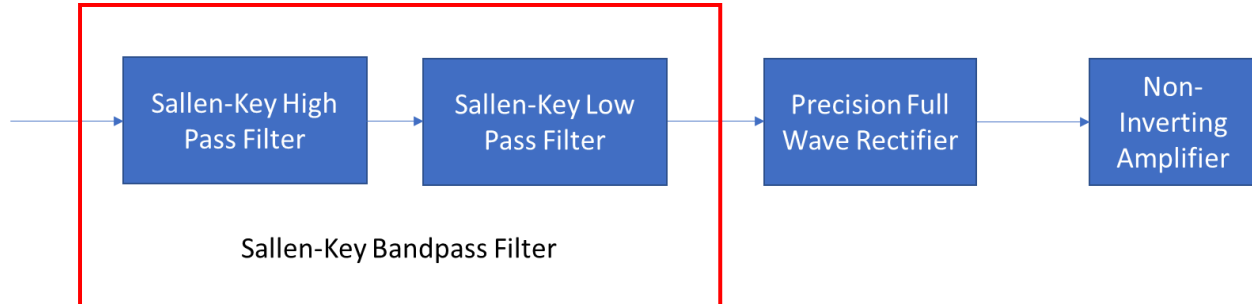 Sallen-Key High
Pass Filter
Sallen-Key Low
Pass Filter
Precision Full
Wave Rectifier
Non-
Inverting
Amplifier
Sallen-Key Bandpass Filter